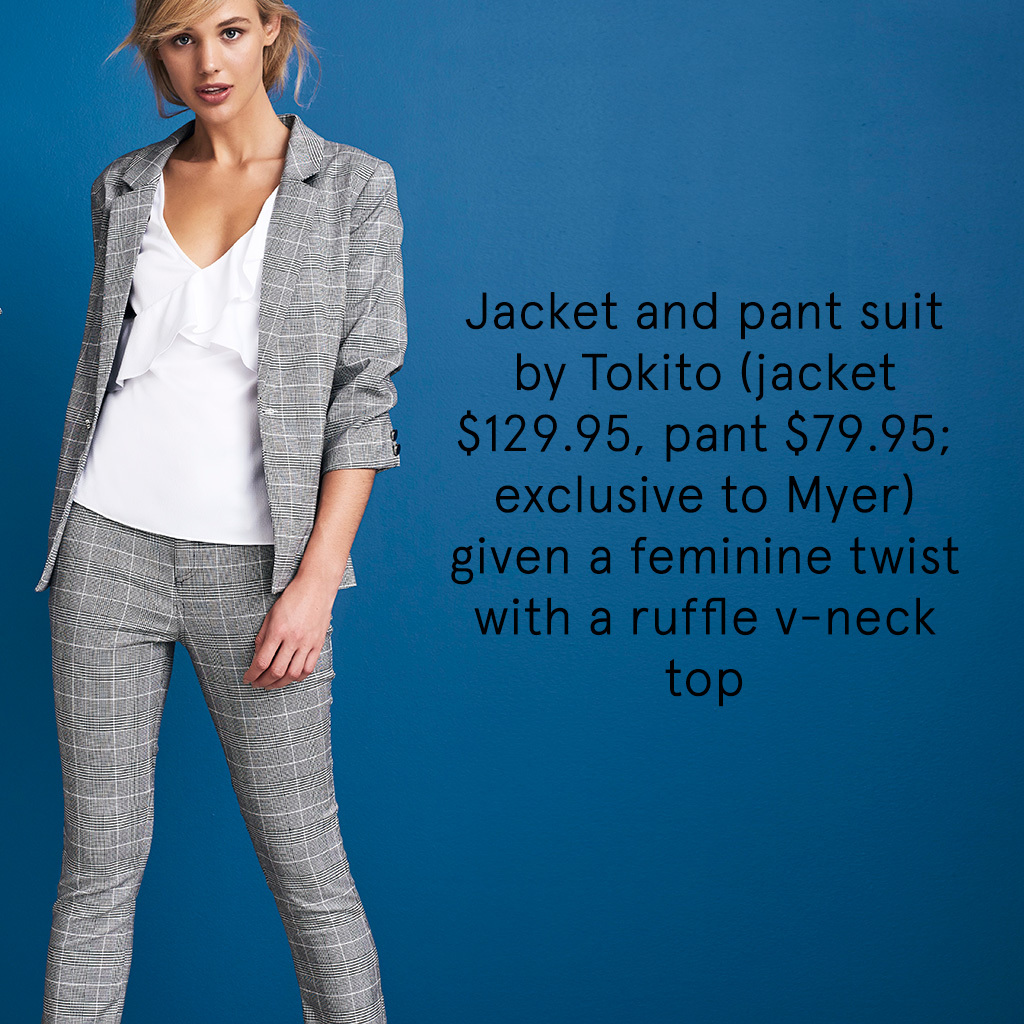 Jacket and pant suit
by Tokito (jacket
$129.95, pant $79.95;
exclusive to Myer)
given a feminine twist
with a ruffle v-neck
top